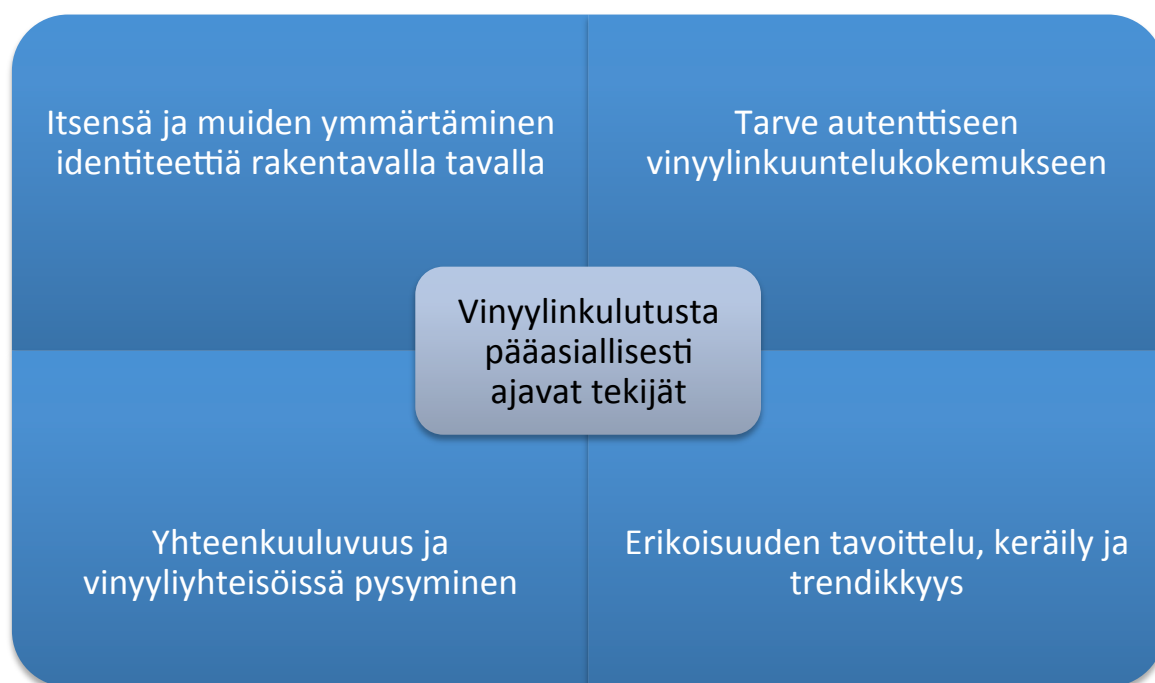 Itsensä ja muiden ymmärtäminen
identiteettiä rakentavalla tavalla
Tarve autenttiseen
vinyylinkuuntelukokemukseen
Vinyylinkulutusta
pääasiallisesti
ajavat tekijät
Yhteenkuuluvuus ja
vinyyliyhteisöissä pysyminen
Erikoisuuden tavoittelu, keräily ja
trendikkyys